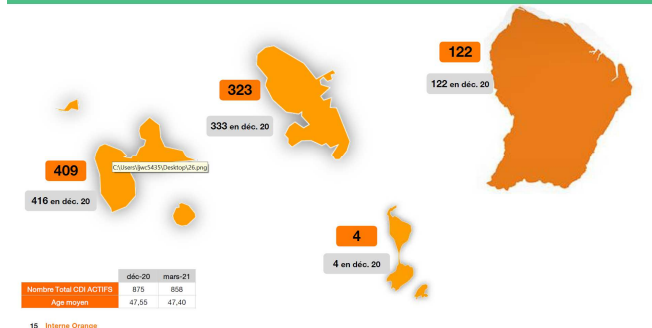 122
122 en déc. 20
323
333 en déc. 20
C:\Users\jjwc5435\Desktop\26.png
409
416 en déc. 20
4
4 en déc. 20
déc-20 mars-21
Nombre Total CDI ACTIFS 875 858
Age moyen 47,55 47,40
15 Interne Orange